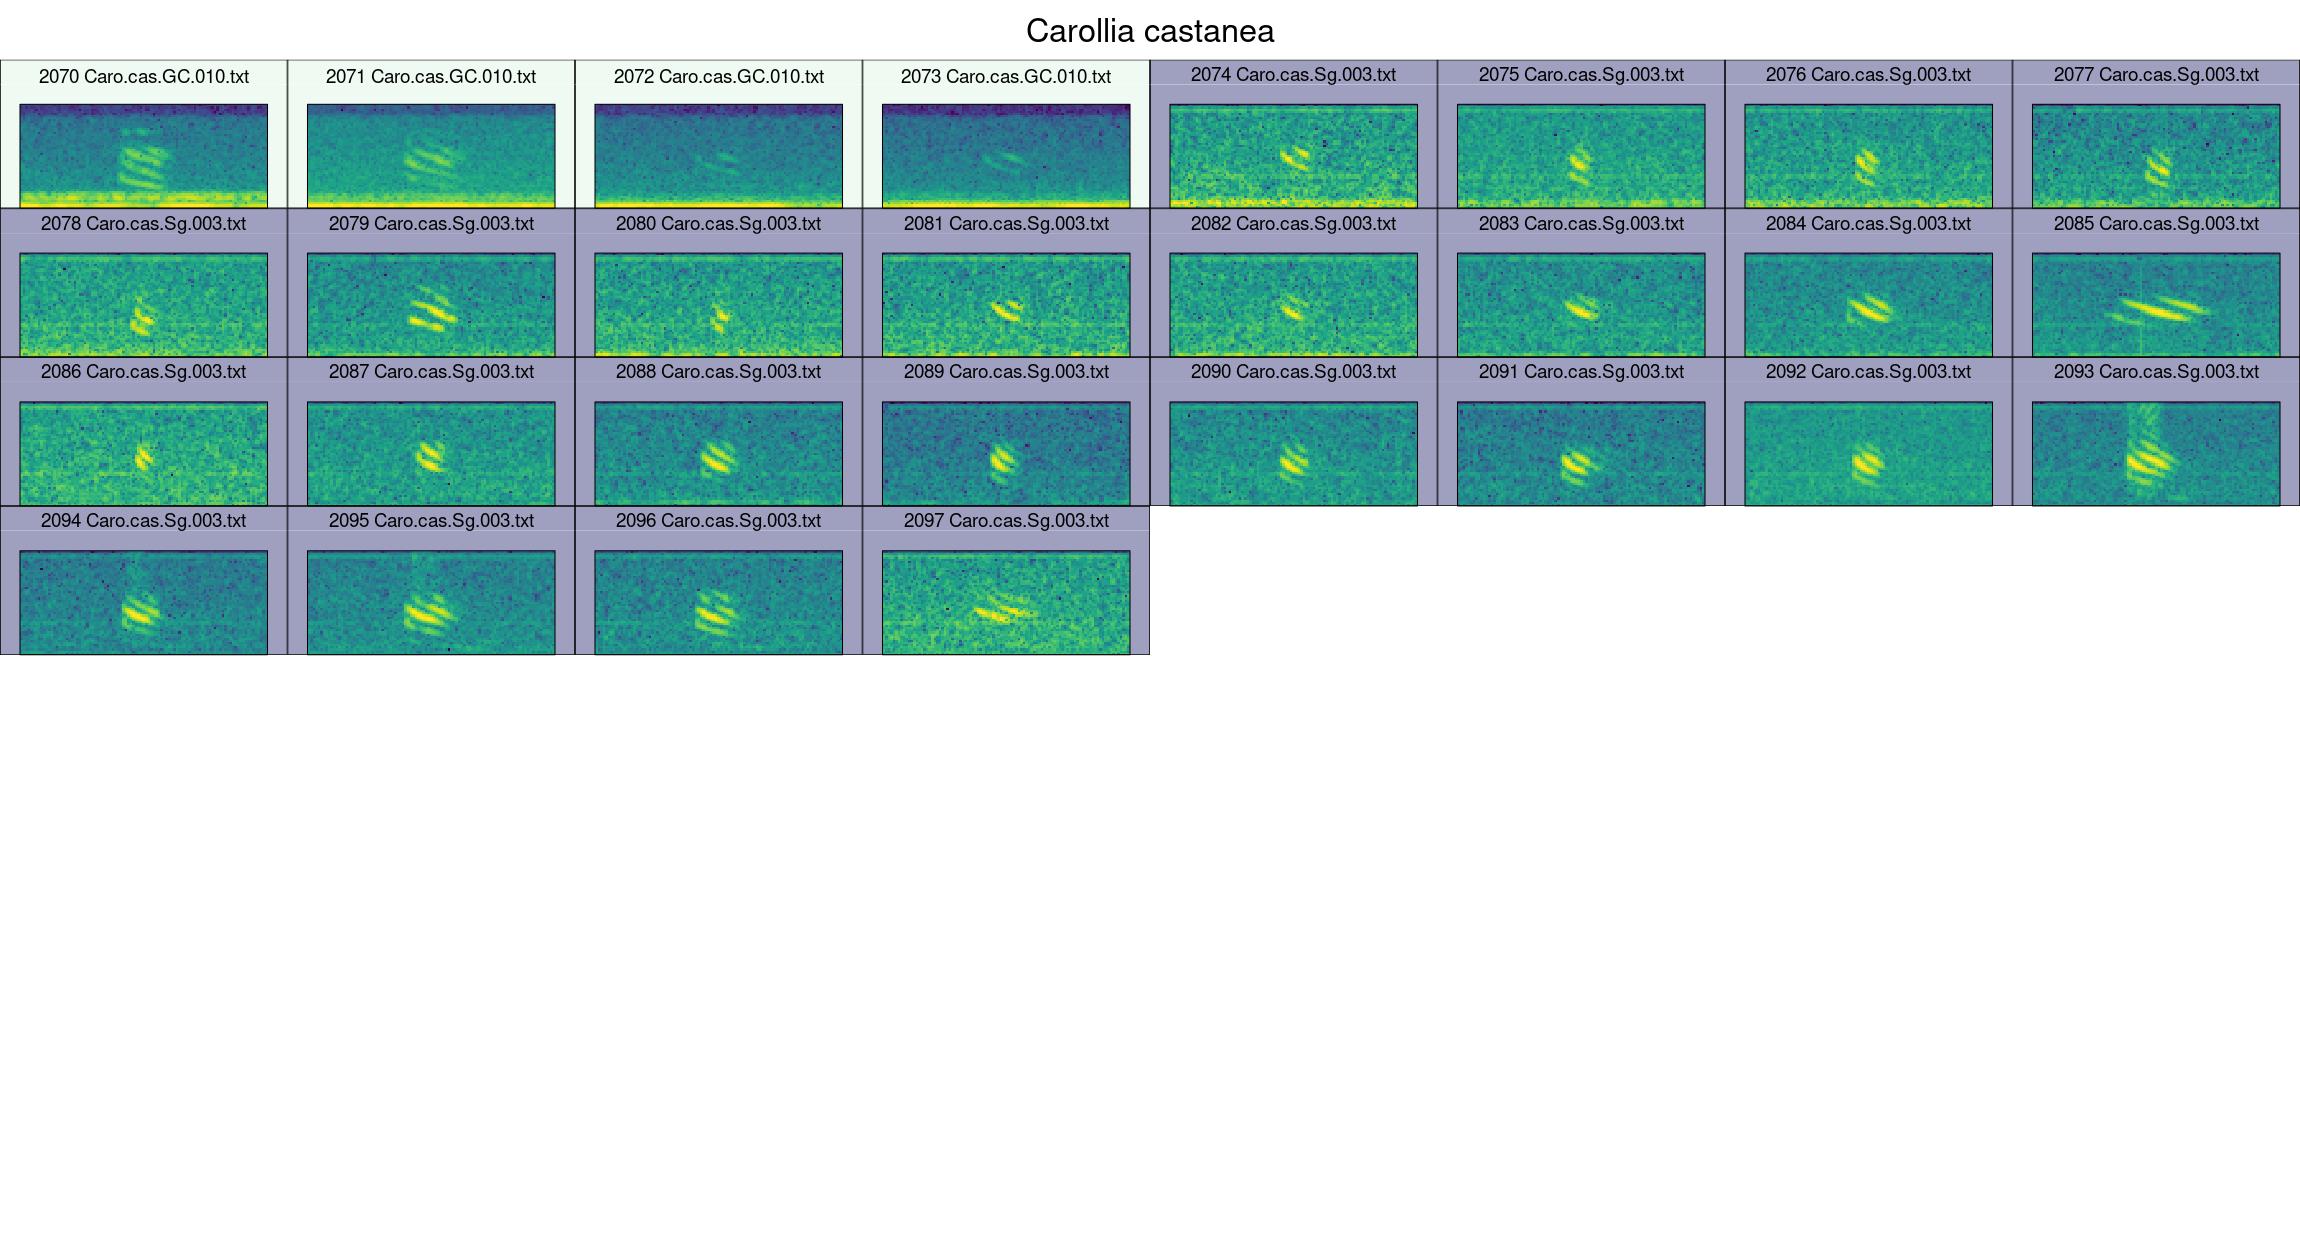 Carollia castanea
2070 Caro.cas.GC.010.txt
2071 Caro.cas.GC.010.txt
2072 Caro.cas.GC.010.txt
2073 Caro.cas.GC.010.txt
2074 Caro.cas.Sg.003.txt
2075 Caro.cas.Sg.003.txt
2076 Caro.cas.Sg.003.txt
2077 Caro.cas.Sg.003.txt
2078 Caro.cas.Sg.003.txt
2079 Caro.cas.Sg.003.txt
2080 Caro.cas.Sg.003.txt
2081 Caro.cas.Sg.003.txt
2082 Caro.cas.Sg.003.txt
2083 Caro.cas.Sg.003.txt
2084 Caro.cas.Sg.003.txt
2085 Caro.cas.Sg.003.txt
2086 Caro.cas.Sg.003.txt
2087 Caro.cas.Sg.003.txt
2088 Caro.cas.Sg.003.txt
2089 Caro.cas.Sg.003.txt
2090 Caro.cas.Sg.003.txt
2091 Caro.cas.Sg.003.txt
2092 Caro.cas.Sg.003.txt
2093 Caro.cas.Sg.003.txt
2094 Caro.cas.Sg.003.txt
2095 Caro.cas.Sg.003.txt
2096 Caro.cas.Sg.003.txt
2097 Caro.cas.Sg.003.txt